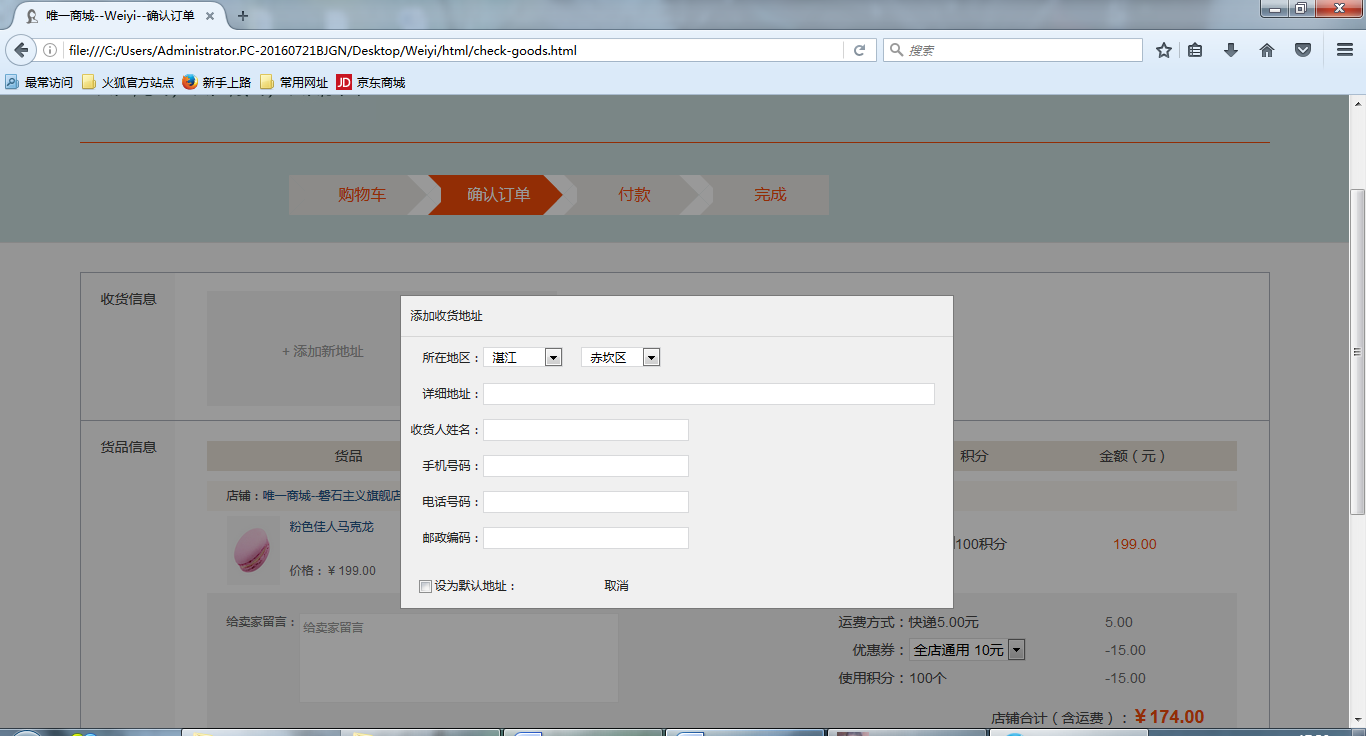 唯一商城--Weiyi--确认订单
file:///C:/Users/Administrator.PC-20160721BJGN/Desktop/Weiyi/html/check-goods.html
搜索
最常访问 火狐官方站点 新手上路 常用网址 JD 京东商城
购物车 确认订单 付款 完成
收货信息
+ 添加新地址
添加收货地址
所在地区： 湛江 赤坎区
详细地址：
收货人姓名：
手机号码：
电话号码：
邮政编码：
设为默认地址： 取消
货品信息
货品 积分 金额（元）
店铺：唯一商城--磐石主义旗舰店
粉色佳人马克龙
价格：￥199.00
100积分 199.00
给卖家留言： 给卖家留言
运费方式：快递5.00元 5.00
优惠券： 全店通用 10元 -15.00
使用积分：100个 -15.00
店铺合计（含运费）： ￥174.00